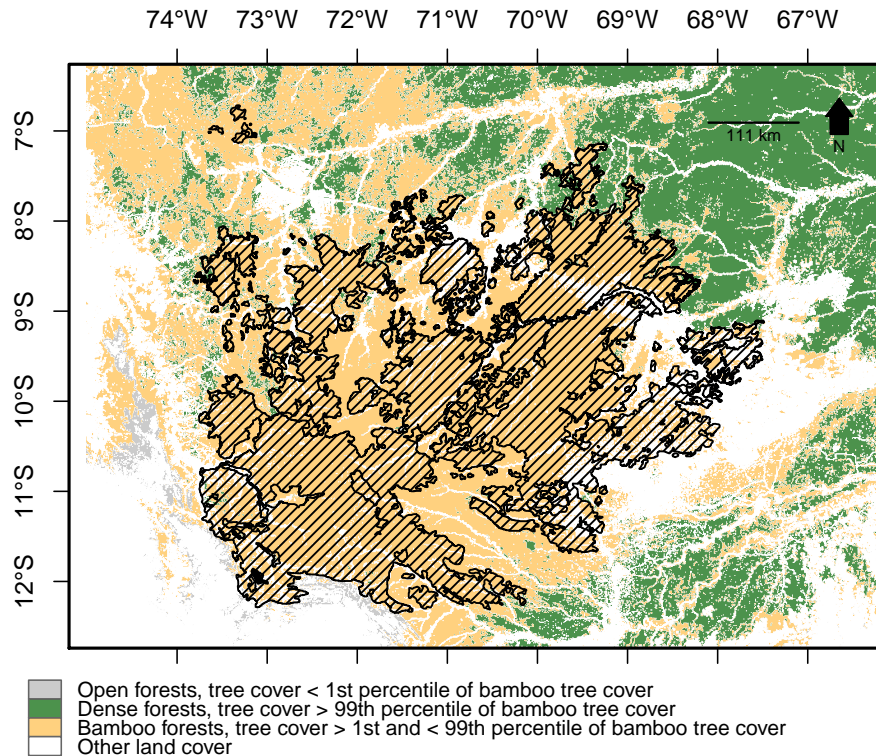 74°W 73°W 72°W 71°W 70°W 69°W 68°W 67°W
7°S
8°S
9°S
10°S
11°S
12°S
111 km
N
Open forests, tree cover < 1st percentile of bamboo tree cover
Dense forests, tree cover > 99th percentile of bamboo tree cover
Bamboo forests, tree cover > 1st and < 99th percentile of bamboo tree cover
Other land cover